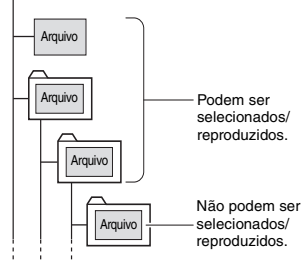 Arquivo
Arquivo
Podem ser
selecionados/
reproduzidos.
Arquivo
Não podem ser
selecionados/
reproduzidos.
Arquivo